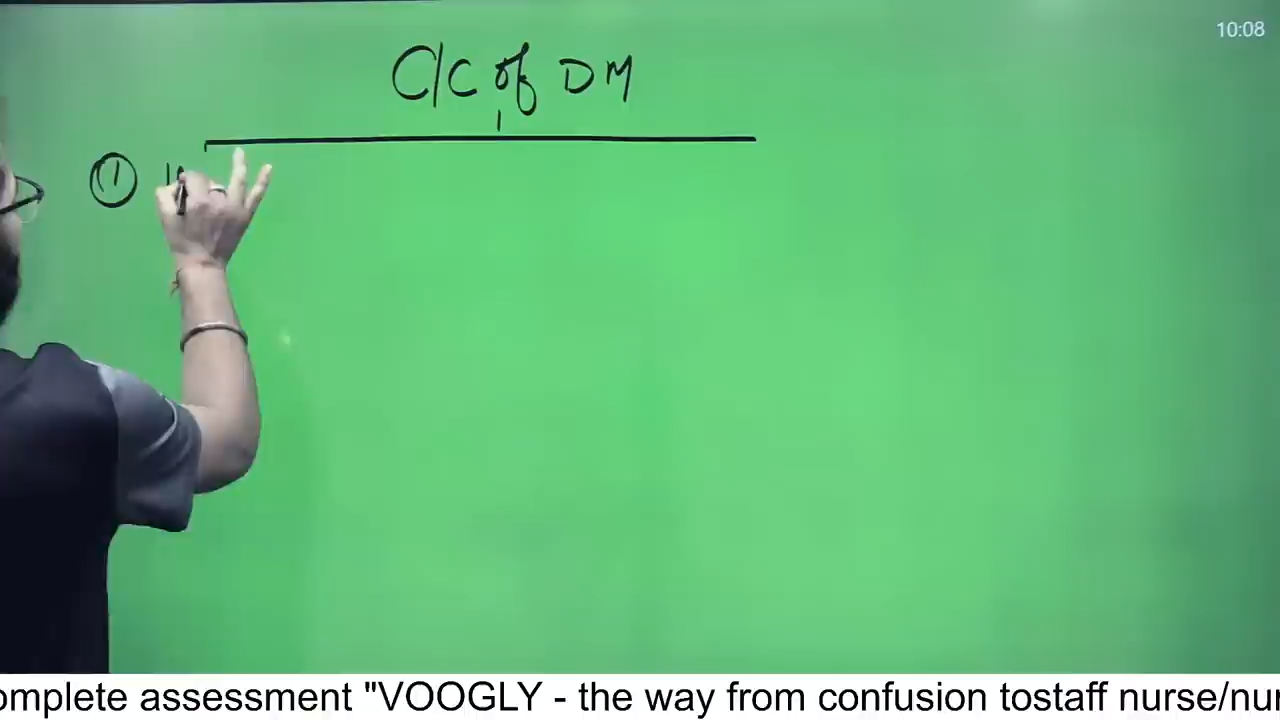 10:08
C/C of DM
①
omplete assessment "VOOGLY - the way from confusion tostaff nurse/nur